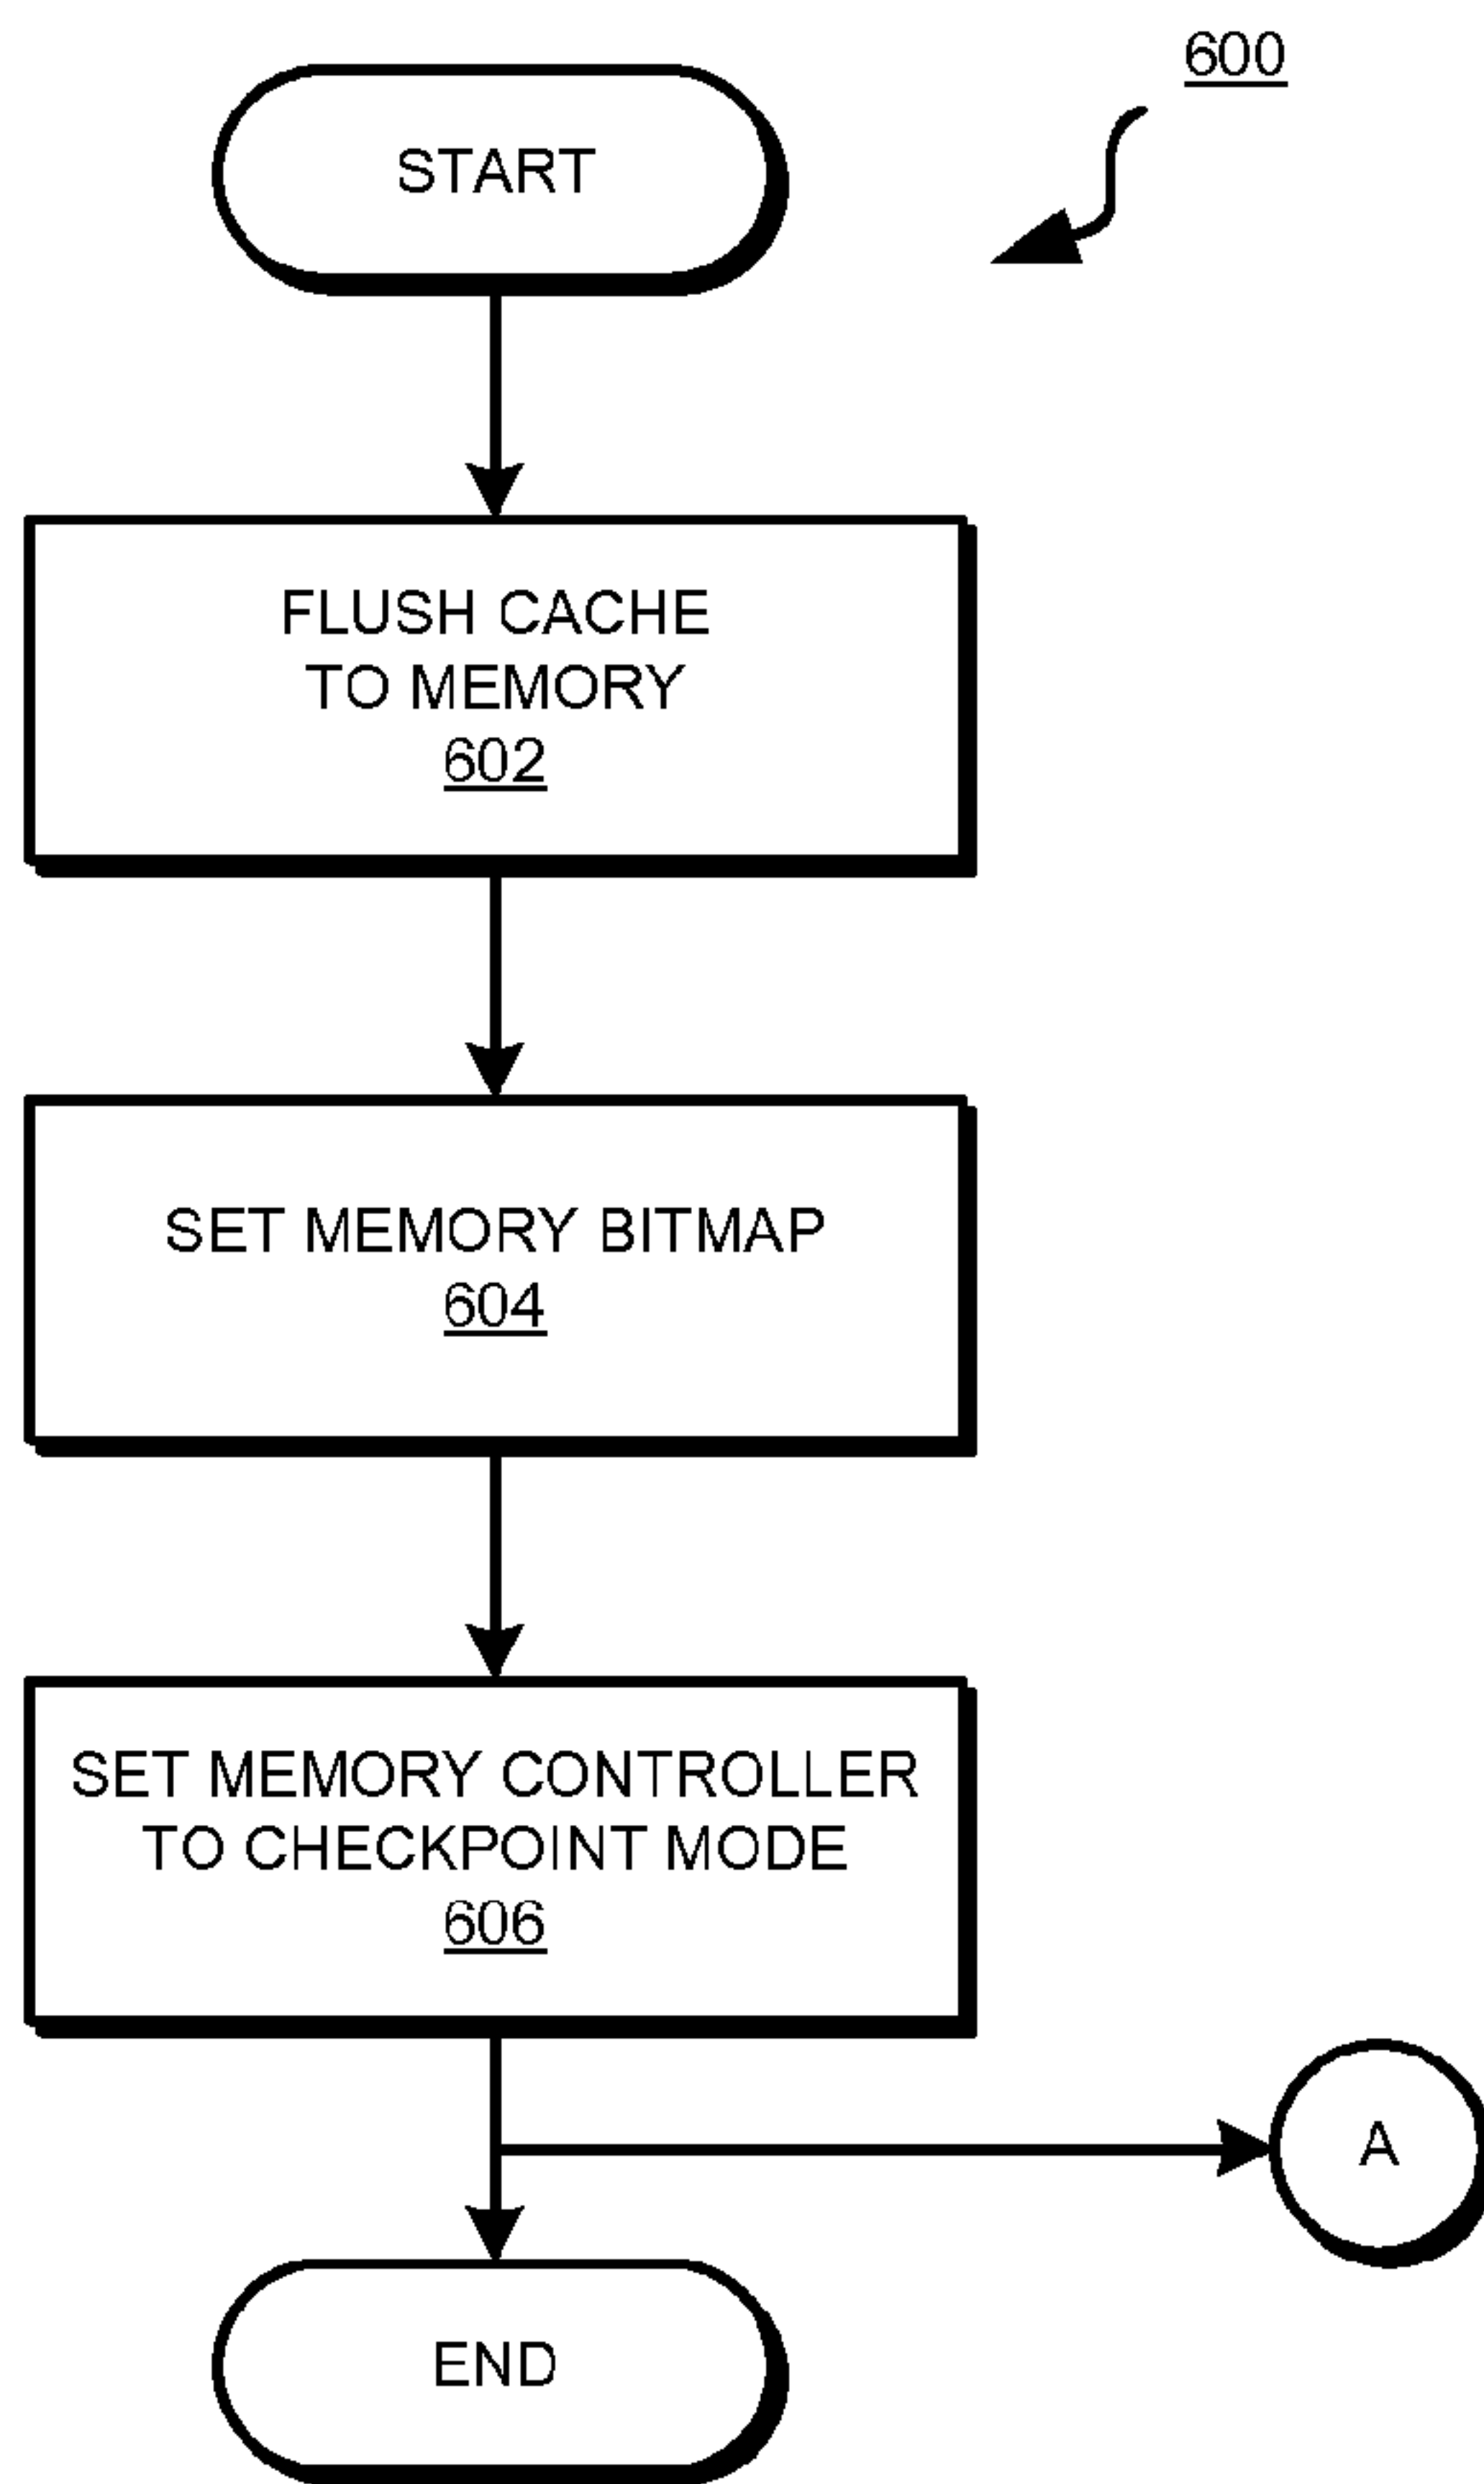 600
START
FLUSH CACHE
TO MEMORY
602
SET MEMORY BITMAP
604
SET MEMORY CONTROLLER
TO CHECKPOINT MODE
606
A
END